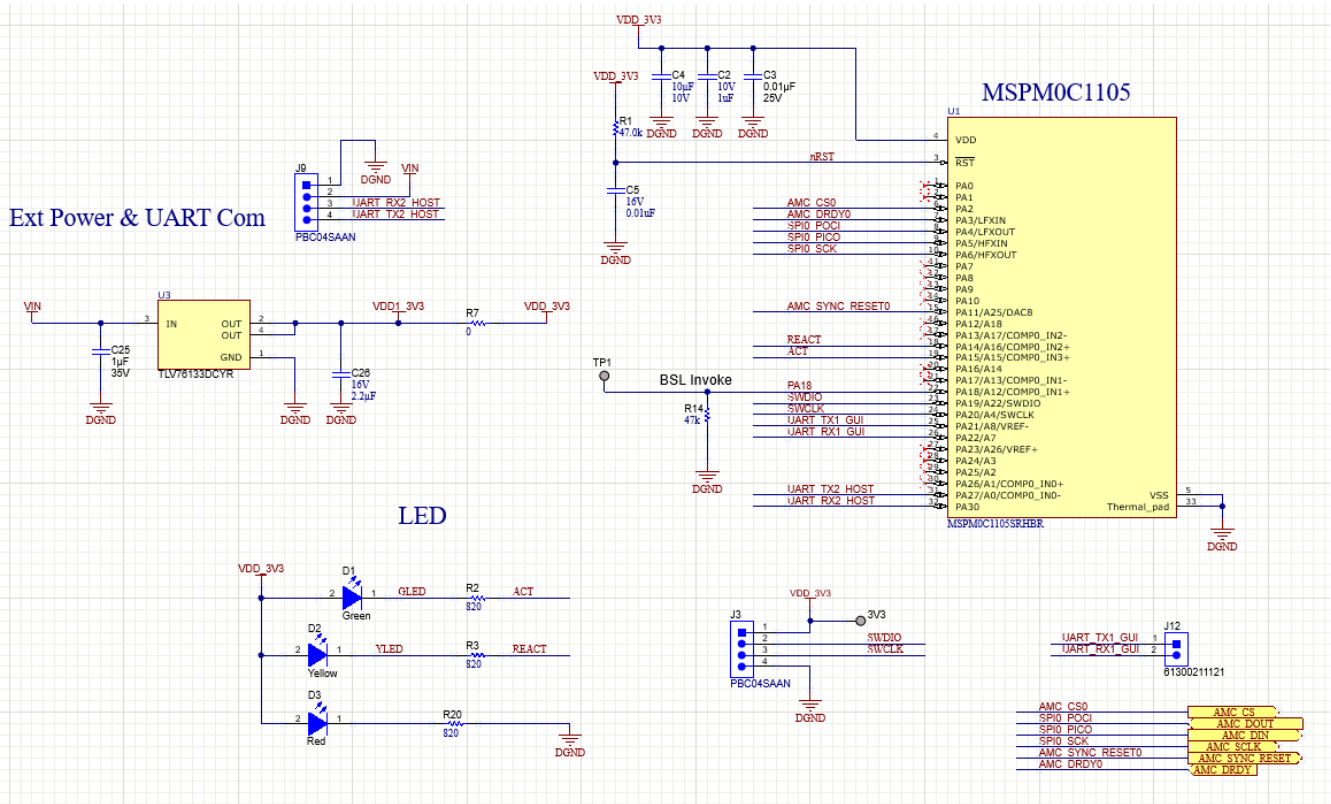 VDD_3V3
VDD_3V3
C4
10µF
10V
C2
10V
1uF
C3
0.01µF
25V
DGND
DGND
DGND
R1
47.0k
nRST
C5
16V
0.01uF
DGND
MSPM0C1105
U1
4 VDD
3 RST
PA0
PA1
PA2
PA3/LFXIN
PA4/LFXOUT
PA5/HFXIN
PA6/HFXOUT
PA7
PA8
PA9
PA10
PA11/A25/DAC8
PA12/A18
PA13/A17/COMP0_IN2-
PA14/A16/COMP0_IN2+
PA15/A15/COMP0_IN3+
PA16/A14
PA17/A13/COMP0_IN1-
PA18/A12/COMP0_IN1+
PA19/A22/SWDIO
PA20/A4/SWCLK
PA21/A8/VREF-
PA22/A7
PA23/A26/VREF+
PA24/A3
PA25/A2
PA26/A1/COMP0_IN0+
PA27/A0/COMP0_IN0-
PA30
VSS 5
Thermal_pad 33
DGND
MSPM0C1105SRHBR
AMC_CS0
AMC_DRDY0
SPI0_POCI
SPI0_PICO
SPI0_SCK
AMC_SYNC_RESET0
REACT
ACT
TP1
BSL Invoke
PA18
SWDIO
SWCLK
UART_TX1_GUI
UART_RX1_GUI
R14
47k
DGND
UART_TX2_HOST
UART_RX2_HOST
Ext Power & UART Com
J9
1
2
3
4
DGND
VIN
UART_RX2_HOST
UART_TX2_HOST
PBC04SAAN
VIN
C25
1µF
35V
DGND
U3
3 IN
OUT 2
OUT 4
GND 1
TLV76133DCYR
DGND
C26
16V
2.2µF
DGND
VDD1_3V3
R7
0
VDD_3V3
LED
VDD_3V3
D1
2 1
Green
GLED
R2
820
ACT
D2
2 1
Yellow
YLED
R3
820
REACT
D3
2 1
Red
R20
820
DGND
VDD_3V3
J3
1
2
3
4
3V3
SWDIO
SWCLK
PBC04SAAN
DGND
J12
UART_TX1_GUI 1
UART_RX1_GUI 2
61300211121
AMC_CS0 AMC_CS
SPI0_POCI AMC_DOUT
SPI0_PICO AMC_DIN
SPI0_SCK AMC_SCLK
AMC_SYNC_RESET0 AMC_SYNC_RESET
AMC_DRDY0 AMC_DRDY